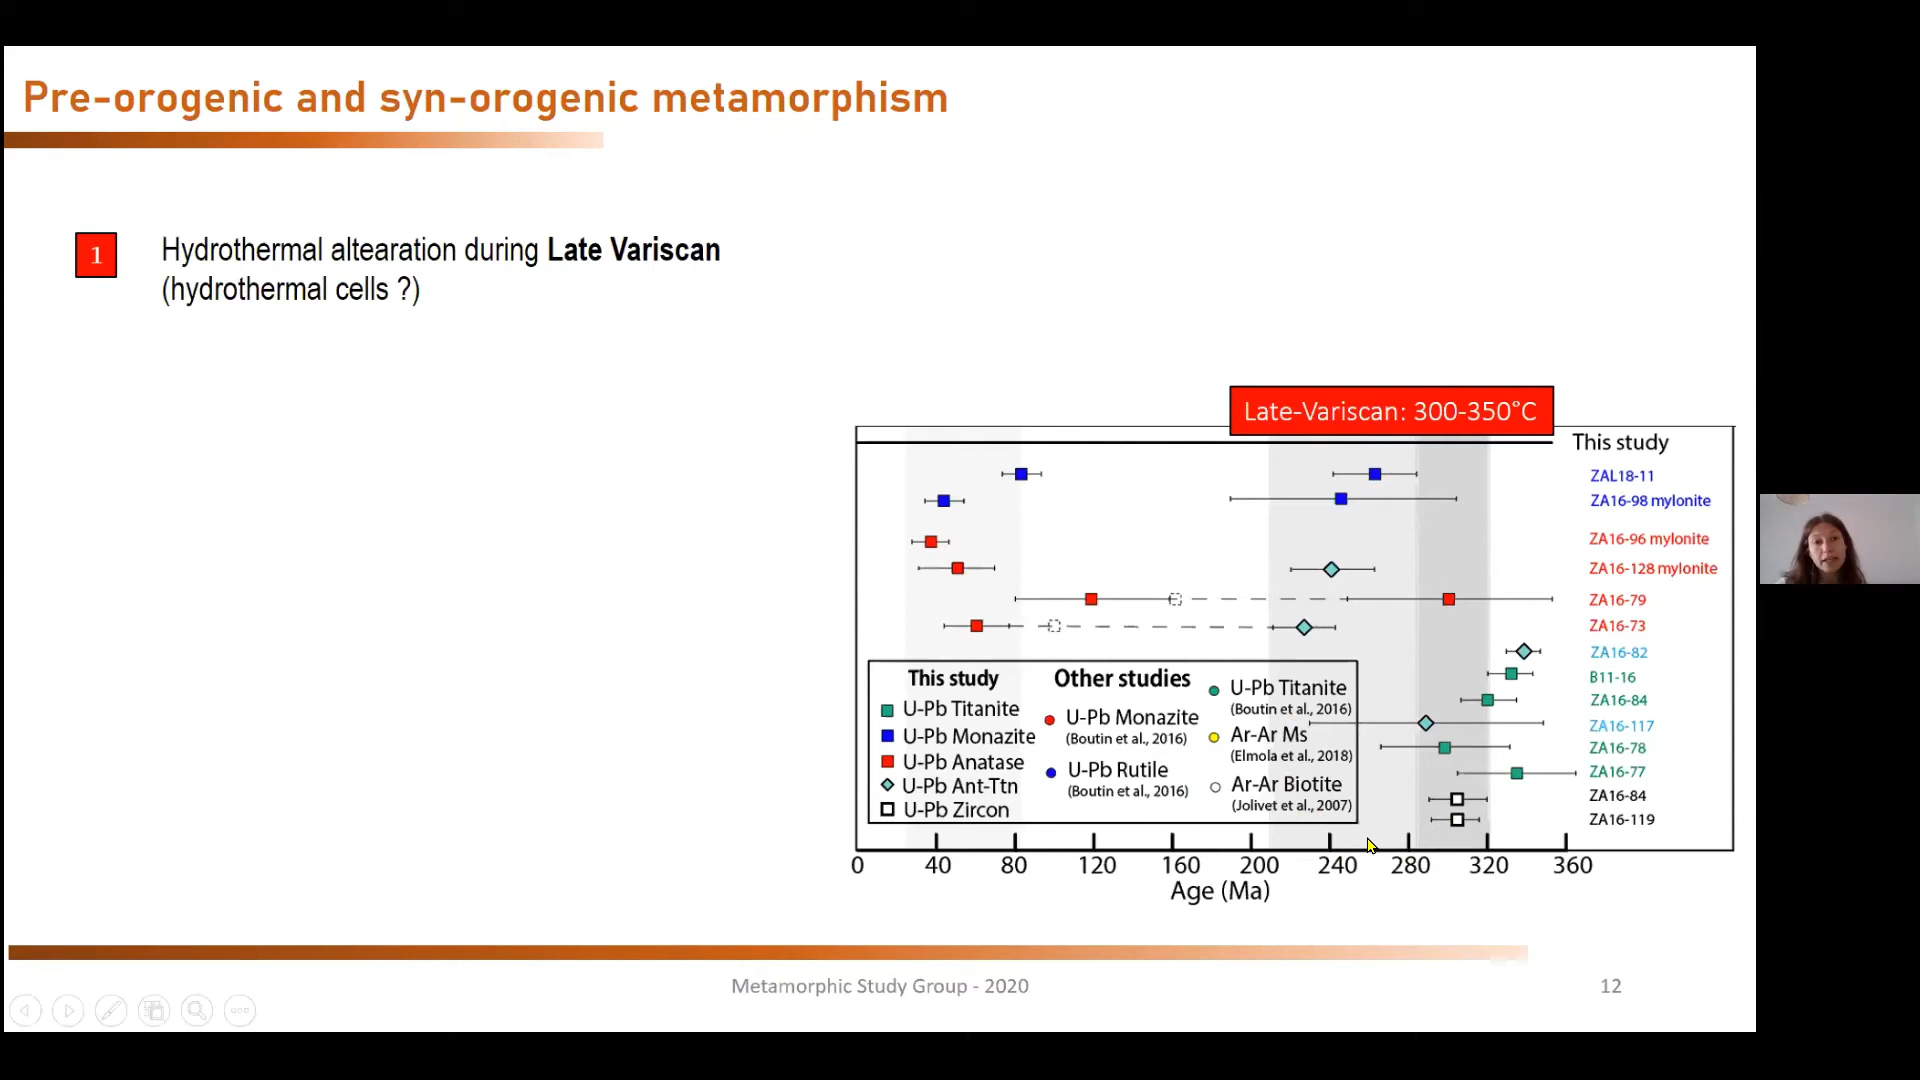 Pre-orogenic and syn-orogenic metamorphism
1
Hydrothermal altearation during Late Variscan
(hydrothermal cells ?)
Late-Variscan: 300-350°C
This study
ZAL18-11
ZA16-98 mylonite
ZA16-96 mylonite
ZA16-128 mylonite
ZA16-79
ZA16-73
ZA16-82
B11-16
ZA16-84
ZA16-117
ZA16-78
ZA16-77
ZA16-84
ZA16-119
This study
U-Pb Titanite
U-Pb Monazite
U-Pb Anatase
U-Pb Ant-Ttn
U-Pb Zircon
Other studies
U-Pb Monazite
(Boutin et al., 2016)
U-Pb Rutile
(Boutin et al., 2016)
U-Pb Titanite
(Boutin et al., 2016)
Ar-Ar Ms
(Elmola et al., 2018)
Ar-Ar Biotite
(Jolivet et al., 2007)
0 40 80 120 160 200 240 280 320 360
Age (Ma)
Metamorphic Study Group - 2020
12